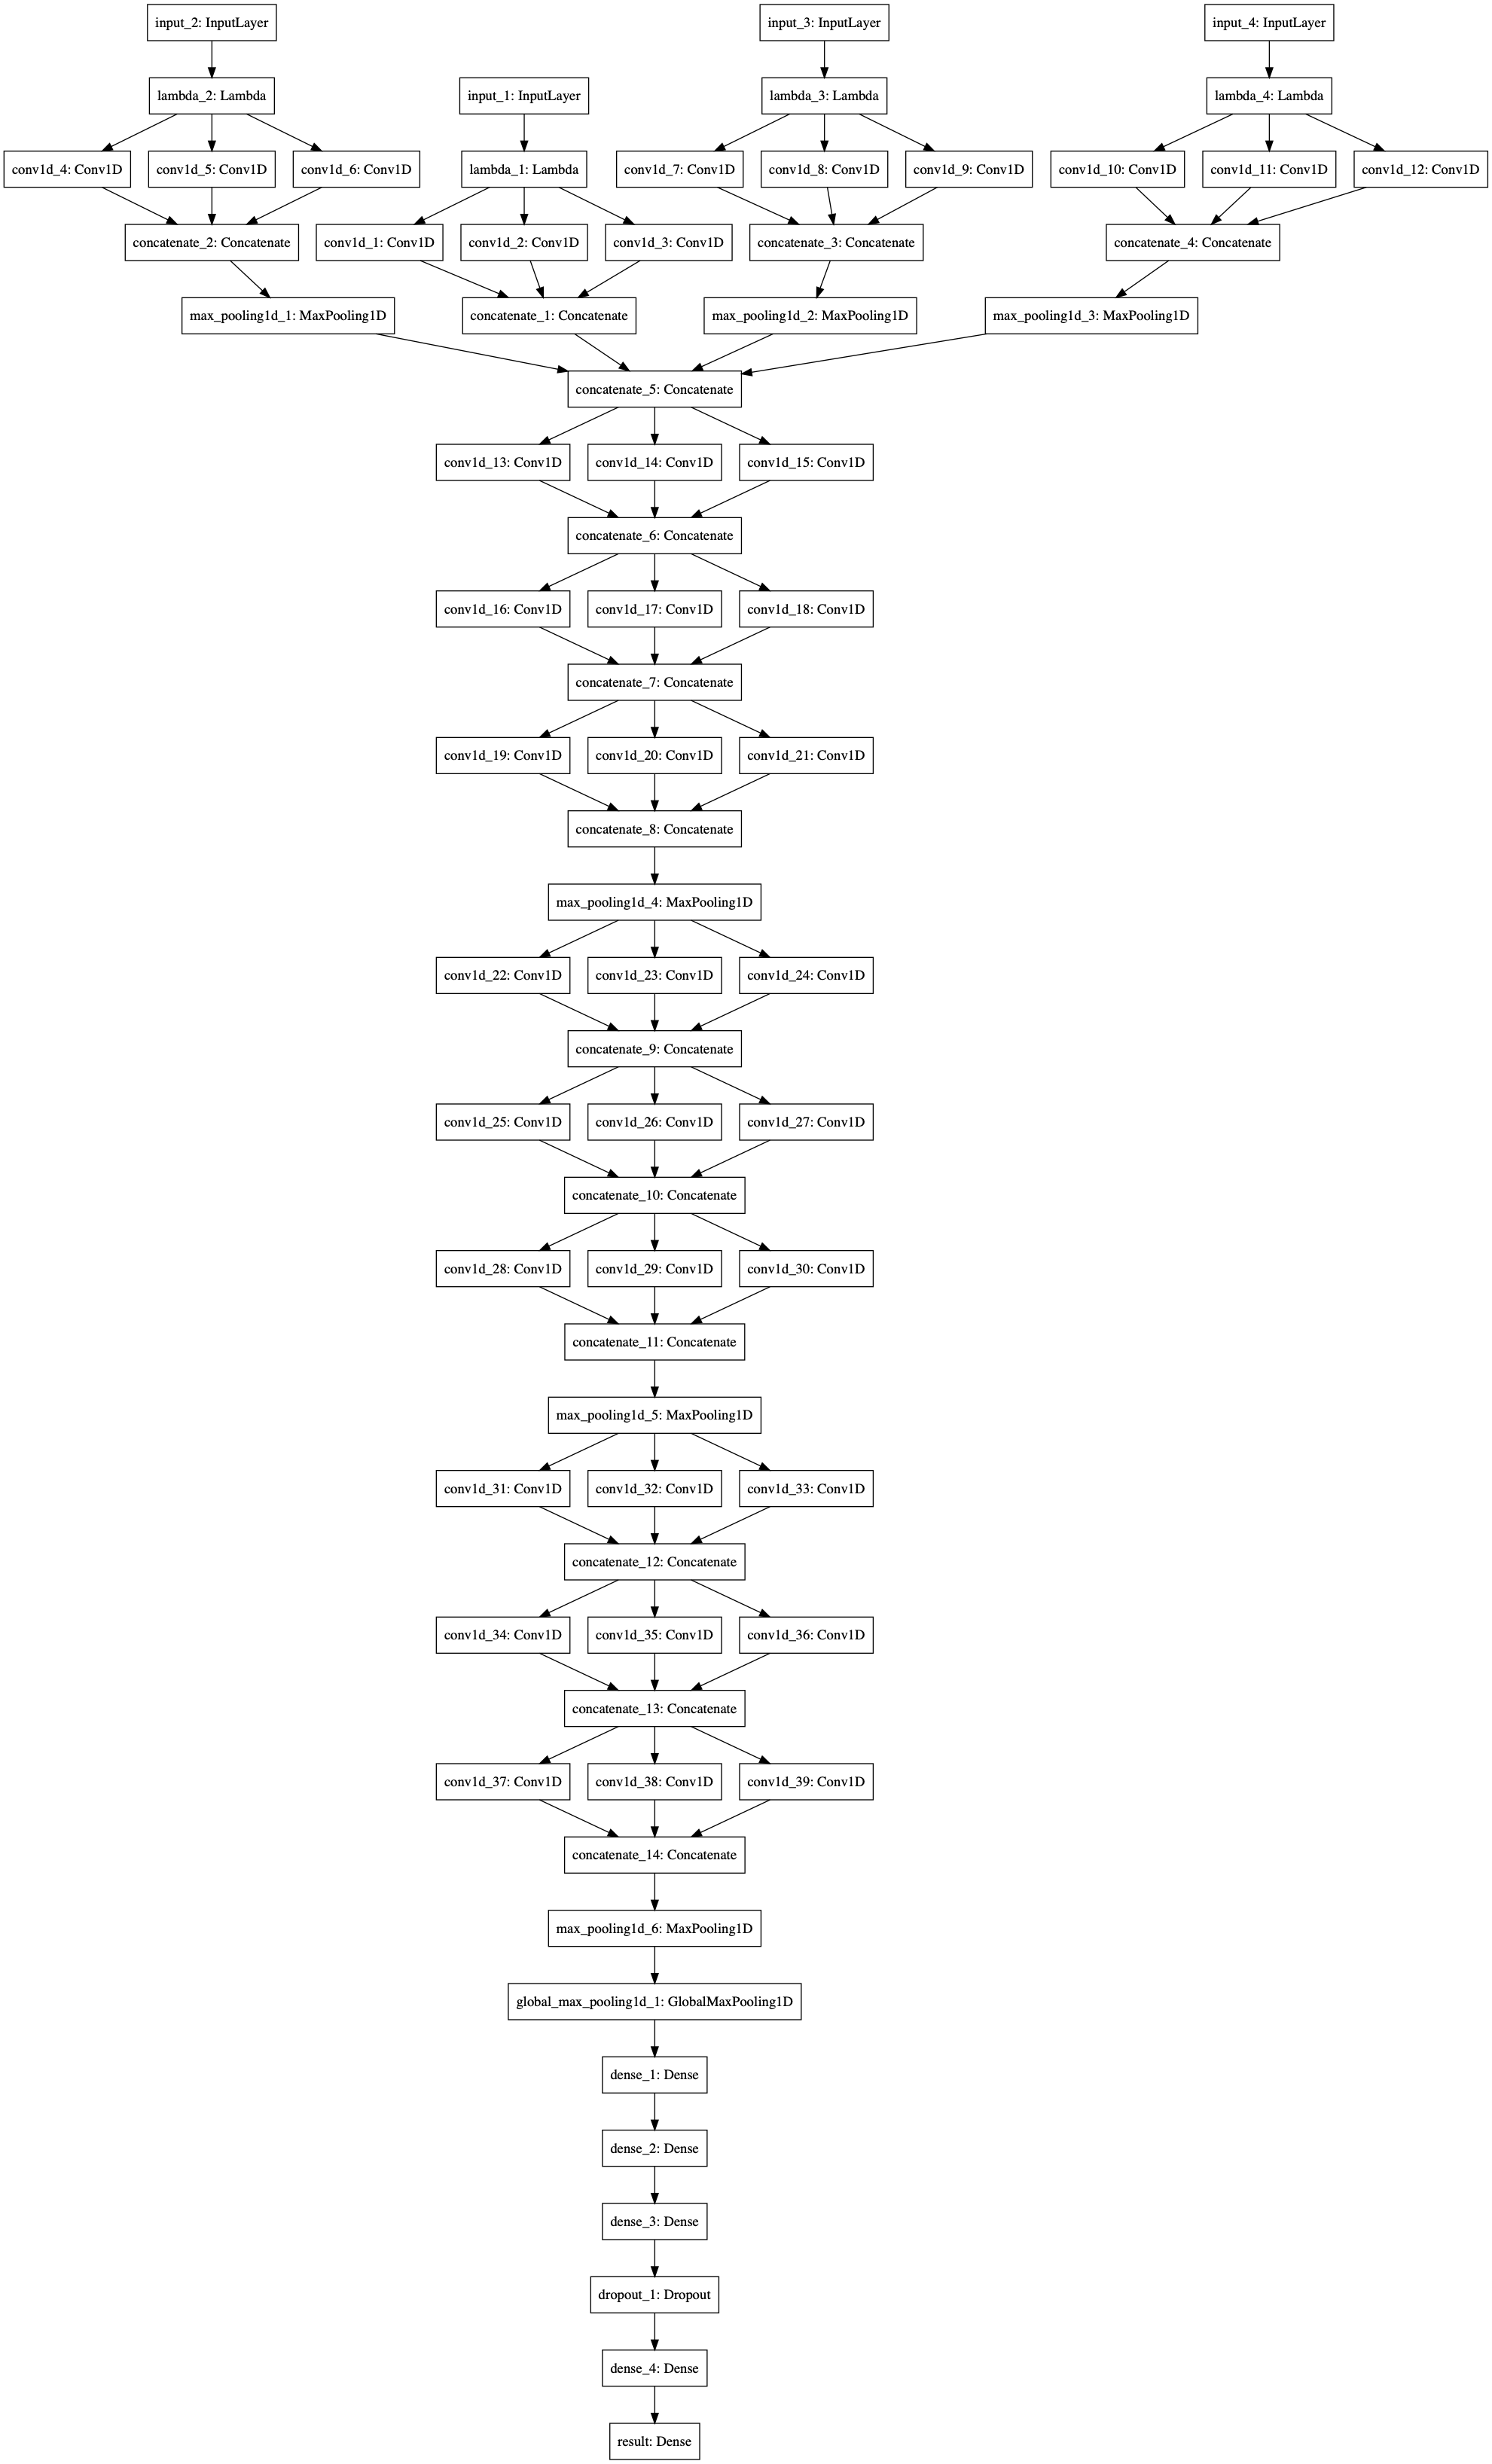 input_2: InputLayer
input_3: InputLayer
input_4: InputLayer
lambda_2: Lambda
input_1: InputLayer
lambda_3: Lambda
lambda_4: Lambda
conv1d_4: Conv1D
conv1d_5: Conv1D
conv1d_6: Conv1D
lambda_1: Lambda
conv1d_7: Conv1D
conv1d_8: Conv1D
conv1d_9: Conv1D
conv1d_10: Conv1D
conv1d_11: Conv1D
conv1d_12: Conv1D
concatenate_2: Concatenate
conv1d_1: Conv1D
conv1d_2: Conv1D
conv1d_3: Conv1D
concatenate_3: Concatenate
concatenate_4: Concatenate
max_pooling1d_1: MaxPooling1D
concatenate_1: Concatenate
max_pooling1d_2: MaxPooling1D
max_pooling1d_3: MaxPooling1D
concatenate_5: Concatenate
conv1d_13: Conv1D
conv1d_14: Conv1D
conv1d_15: Conv1D
concatenate_6: Concatenate
conv1d_16: Conv1D
conv1d_17: Conv1D
conv1d_18: Conv1D
concatenate_7: Concatenate
conv1d_19: Conv1D
conv1d_20: Conv1D
conv1d_21: Conv1D
concatenate_8: Concatenate
max_pooling1d_4: MaxPooling1D
conv1d_22: Conv1D
conv1d_23: Conv1D
conv1d_24: Conv1D
concatenate_9: Concatenate
conv1d_25: Conv1D
conv1d_26: Conv1D
conv1d_27: Conv1D
concatenate_10: Concatenate
conv1d_28: Conv1D
conv1d_29: Conv1D
conv1d_30: Conv1D
concatenate_11: Concatenate
max_pooling1d_5: MaxPooling1D
conv1d_31: Conv1D
conv1d_32: Conv1D
conv1d_33: Conv1D
concatenate_12: Concatenate
conv1d_34: Conv1D
conv1d_35: Conv1D
conv1d_36: Conv1D
concatenate_13: Concatenate
conv1d_37: Conv1D
conv1d_38: Conv1D
conv1d_39: Conv1D
concatenate_14: Concatenate
max_pooling1d_6: MaxPooling1D
global_max_pooling1d_1: GlobalMaxPooling1D
dense_1: Dense
dense_2: Dense
dense_3: Dense
dropout_1: Dropout
dense_4: Dense
result: Dense